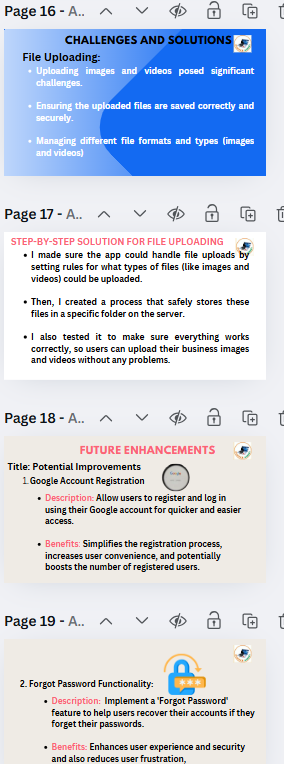 Page 16 - A..
CHALLENGES AND SOLUTIONS
File Uploading:
• Uploading images and videos posed significant
challenges.
• Ensuring the uploaded files are saved correctly and
securely.
• Managing different file formats and types (images
and videos)
Page 17 - A..
STEP-BY-STEP SOLUTION FOR FILE UPLOADING
• I made sure the app could handle file uploads by
setting rules for what types of files (like images and
videos) could be uploaded.
• Then, I created a process that safely stores these
files in a specific folder on the server.
• I also tested it to make sure everything works
correctly, so users can upload their business images
and videos without any problems.
Page 18 - A..
FUTURE ENHANCEMENTS
Title: Potential Improvements
1. Google Account Registration
• Description: Allow users to register and log in
using their Google account for quicker and easier
access.
• Benefits: Simplifies the registration process,
increases user convenience, and potentially
boosts the number of registered users.
Page 19 - A..
2. Forgot Password Functionality:
• Description: Implement a 'Forgot Password'
feature to help users recover their accounts if they
forget their passwords.
• Benefits: Enhances user experience and security
and also reduces user frustration,